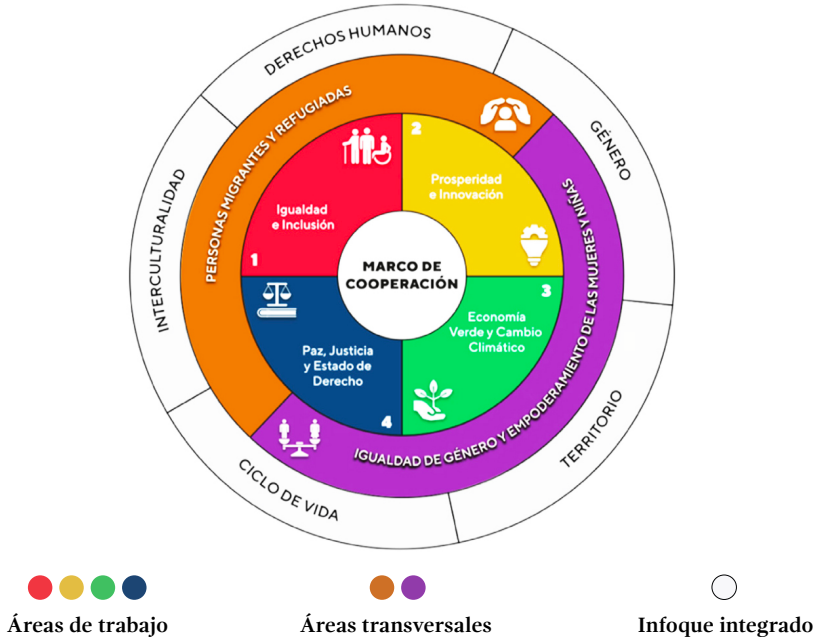 DERECHOS HUMANOS
GÉNERO
TERRITORIO
CICLO DE VIDA
INTERCULTURALIDAD
PERSONAS MIGRANTES Y REFUGIADAS
IGUALDAD DE GÉNERO Y EMPODERAMIENTO DE LAS MUJERES Y NIÑAS
1
Igualdad
e Inclusión
2
Prosperidad
e Innovación
MARCO DE
COOPERACIÓN
3
Economía
Verde y Cambio
Climático
Paz, Justicia
y Estado de
Derecho
4
Áreas de trabajo
Áreas transversales
Infoque integrado